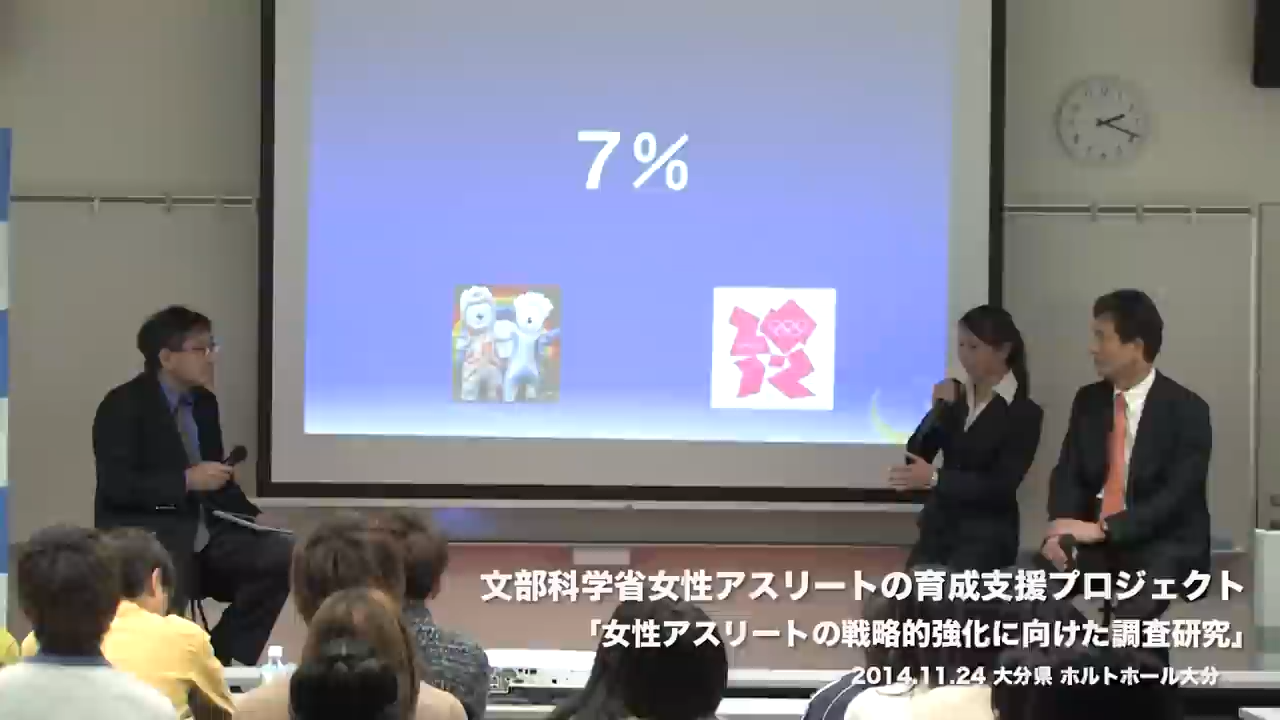 7%
文部科学省女性アスリートの育成支援プロジェクト
「女性アスリートの戦略的強化に向けた調査研究」
2014.11.24 大分県 ホルトホール大分